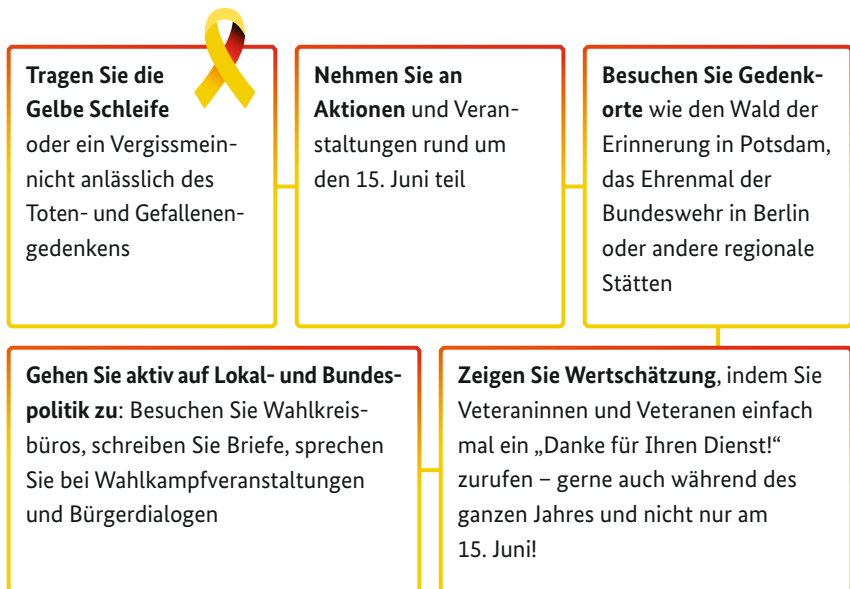 Tragen Sie die
Gelbe Schleife
oder ein Vergissmein-
nicht anlässlich des
Toten- und Gefallenen-
gedenkens
Nehmen Sie an
Aktionen und Veran-
staltungen rund um
den 15. Juni teil
Besuchen Sie Gedenk-
orte wie den Wald der
Erinnerung in Potsdam,
das Ehrenmal der
Bundeswehr in Berlin
oder andere regionale
Stätten
Gehen Sie aktiv auf Lokal- und Bundes-
politik zu: Besuchen Sie Wahlkreis-
büros, schreiben Sie Briefe, sprechen
Sie bei Wahlkampfveranstaltungen
und Bürgerdialogen
Zeigen Sie Wertschätzung, indem Sie
Veteraninnen und Veteranen einfach
mal ein „Danke für Ihren Dienst!“
zurufen – gerne auch während des
ganzen Jahres und nicht nur am
15. Juni!